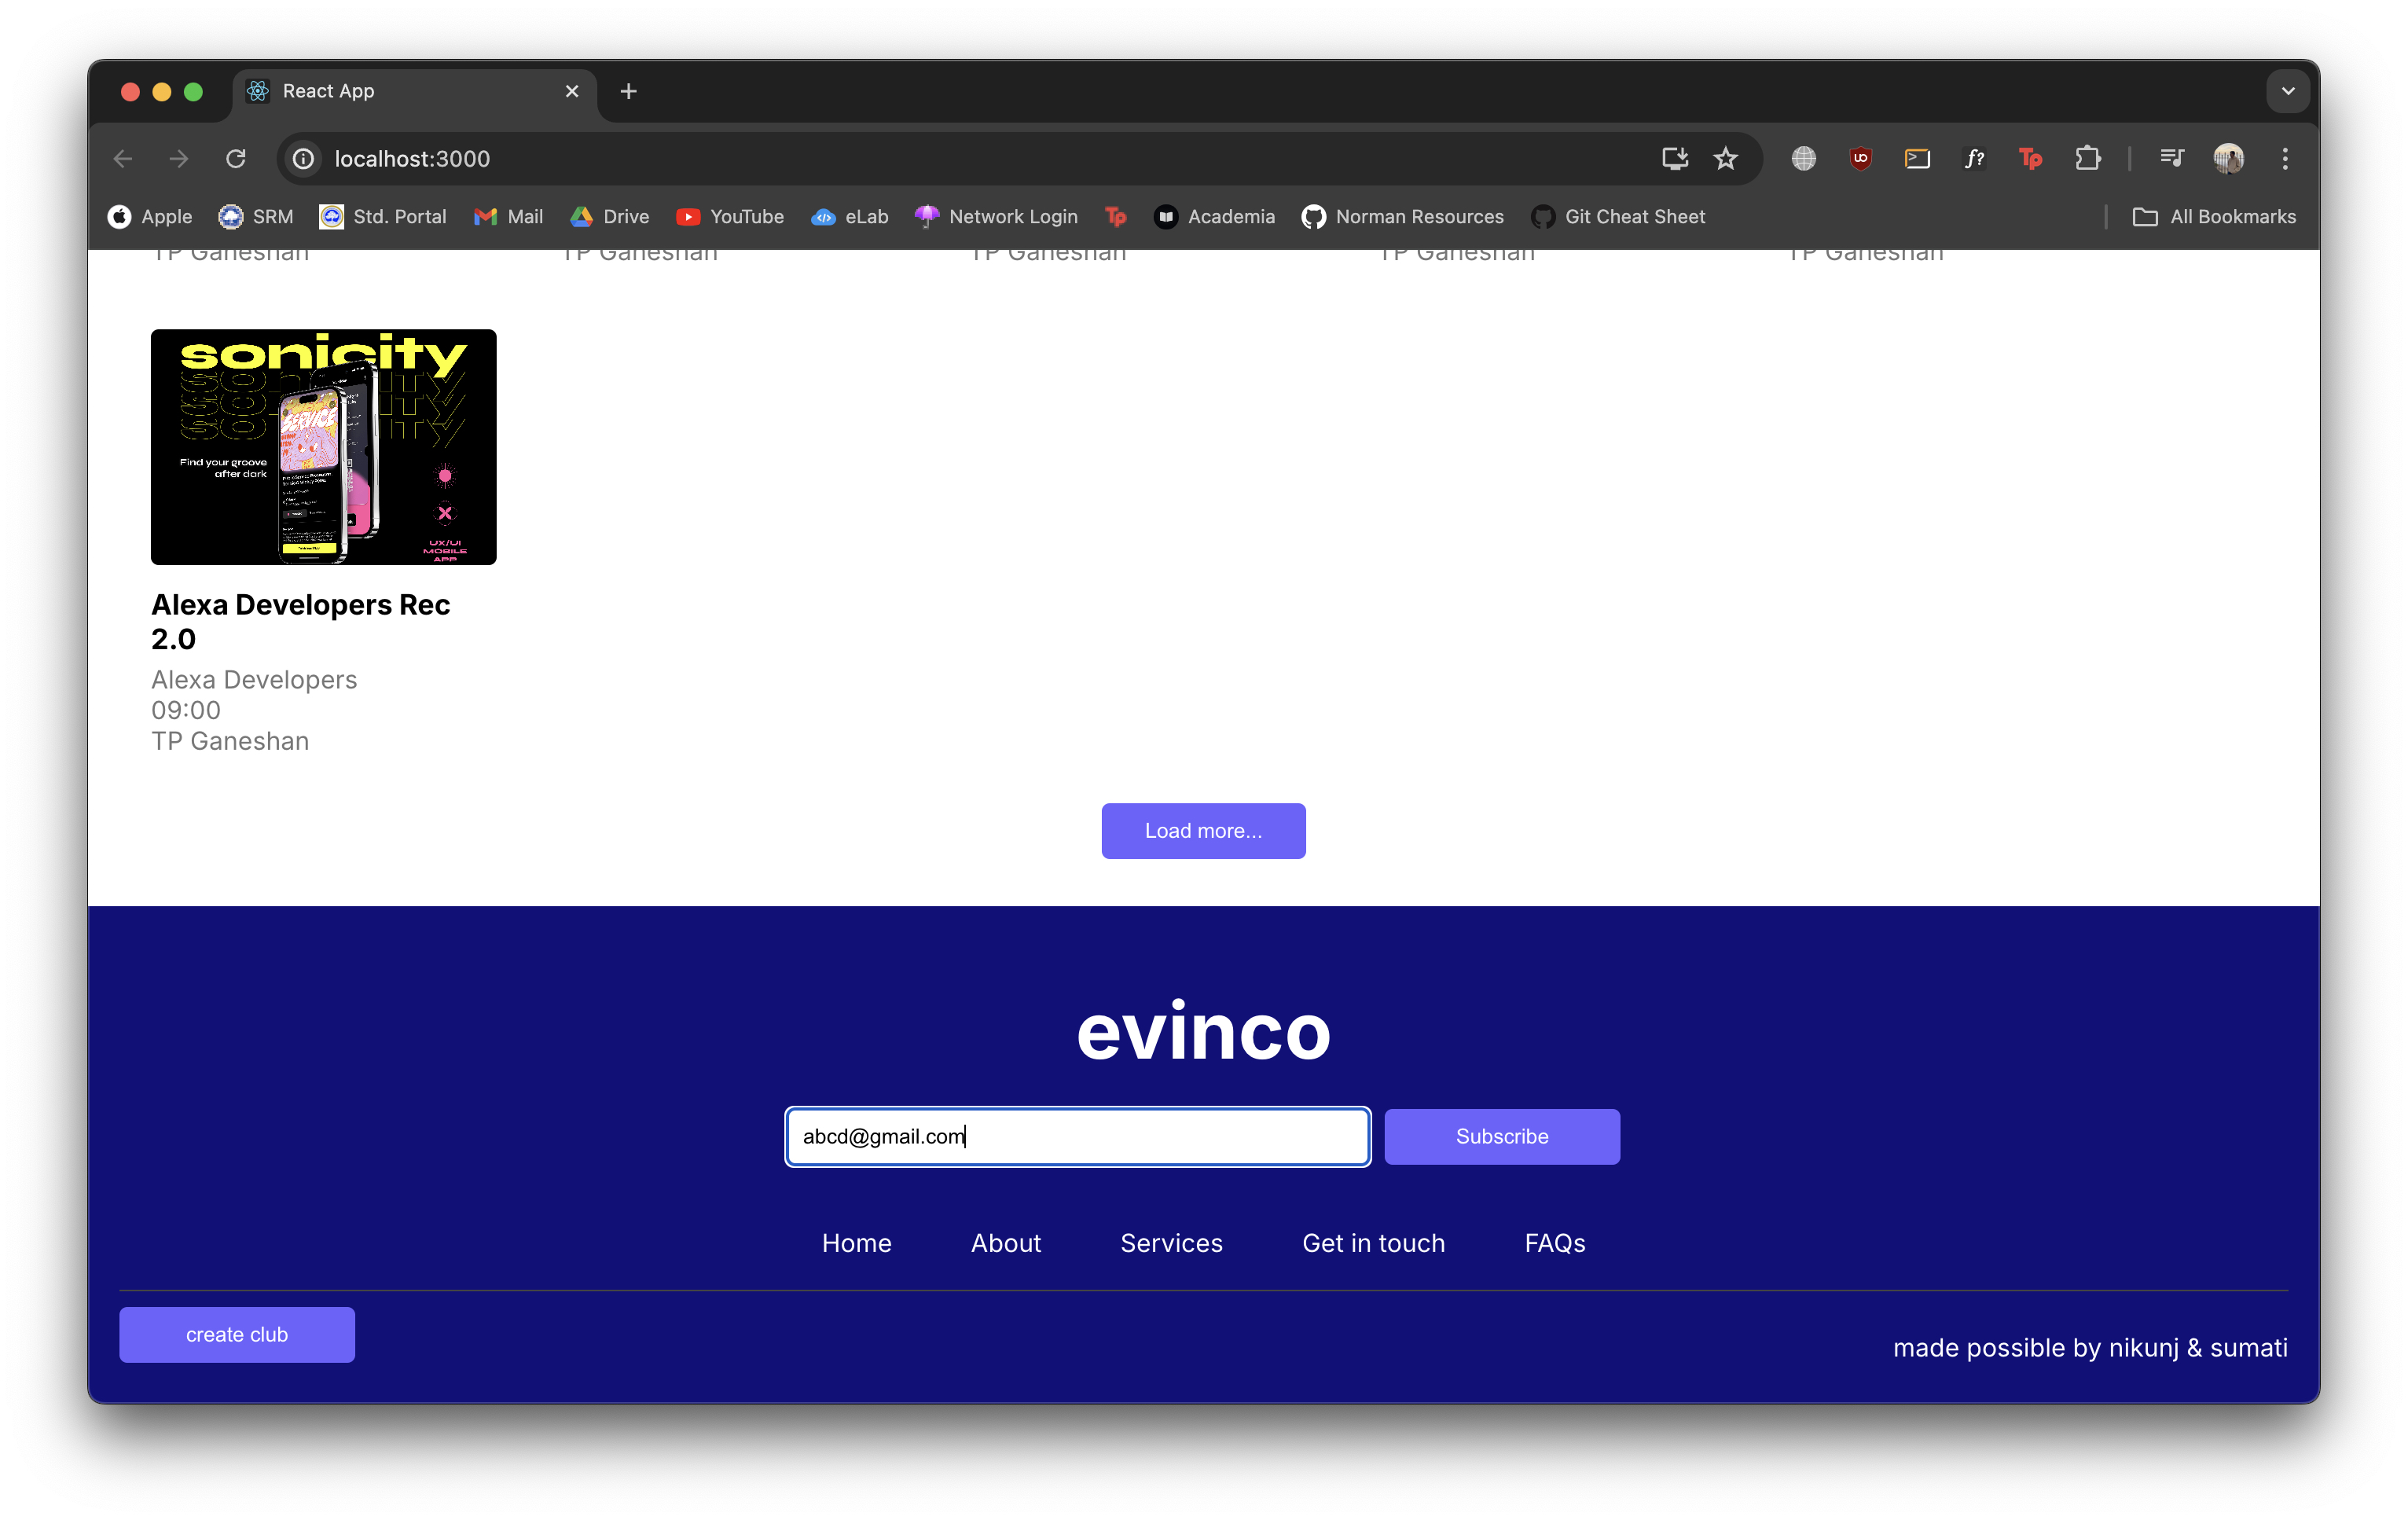 React App
localhost:3000
Apple SRM Std. Portal Mail Drive YouTube eLab Network Login Tp Academia Norman Resources Git Cheat Sheet All Bookmarks
TP Ganeshan TP Ganeshan TP Ganeshan TP Ganeshan TP Ganeshan
sonicity
Find your groove
after dark
SERVICE
UX/UI
MOBILE
APP
Alexa Developers Rec
2.0
Alexa Developers
09:00
TP Ganeshan
Load more...
evinco
abcd@gmail.com Subscribe
Home About Services Get in touch FAQs
create club
made possible by nikunj & sumati